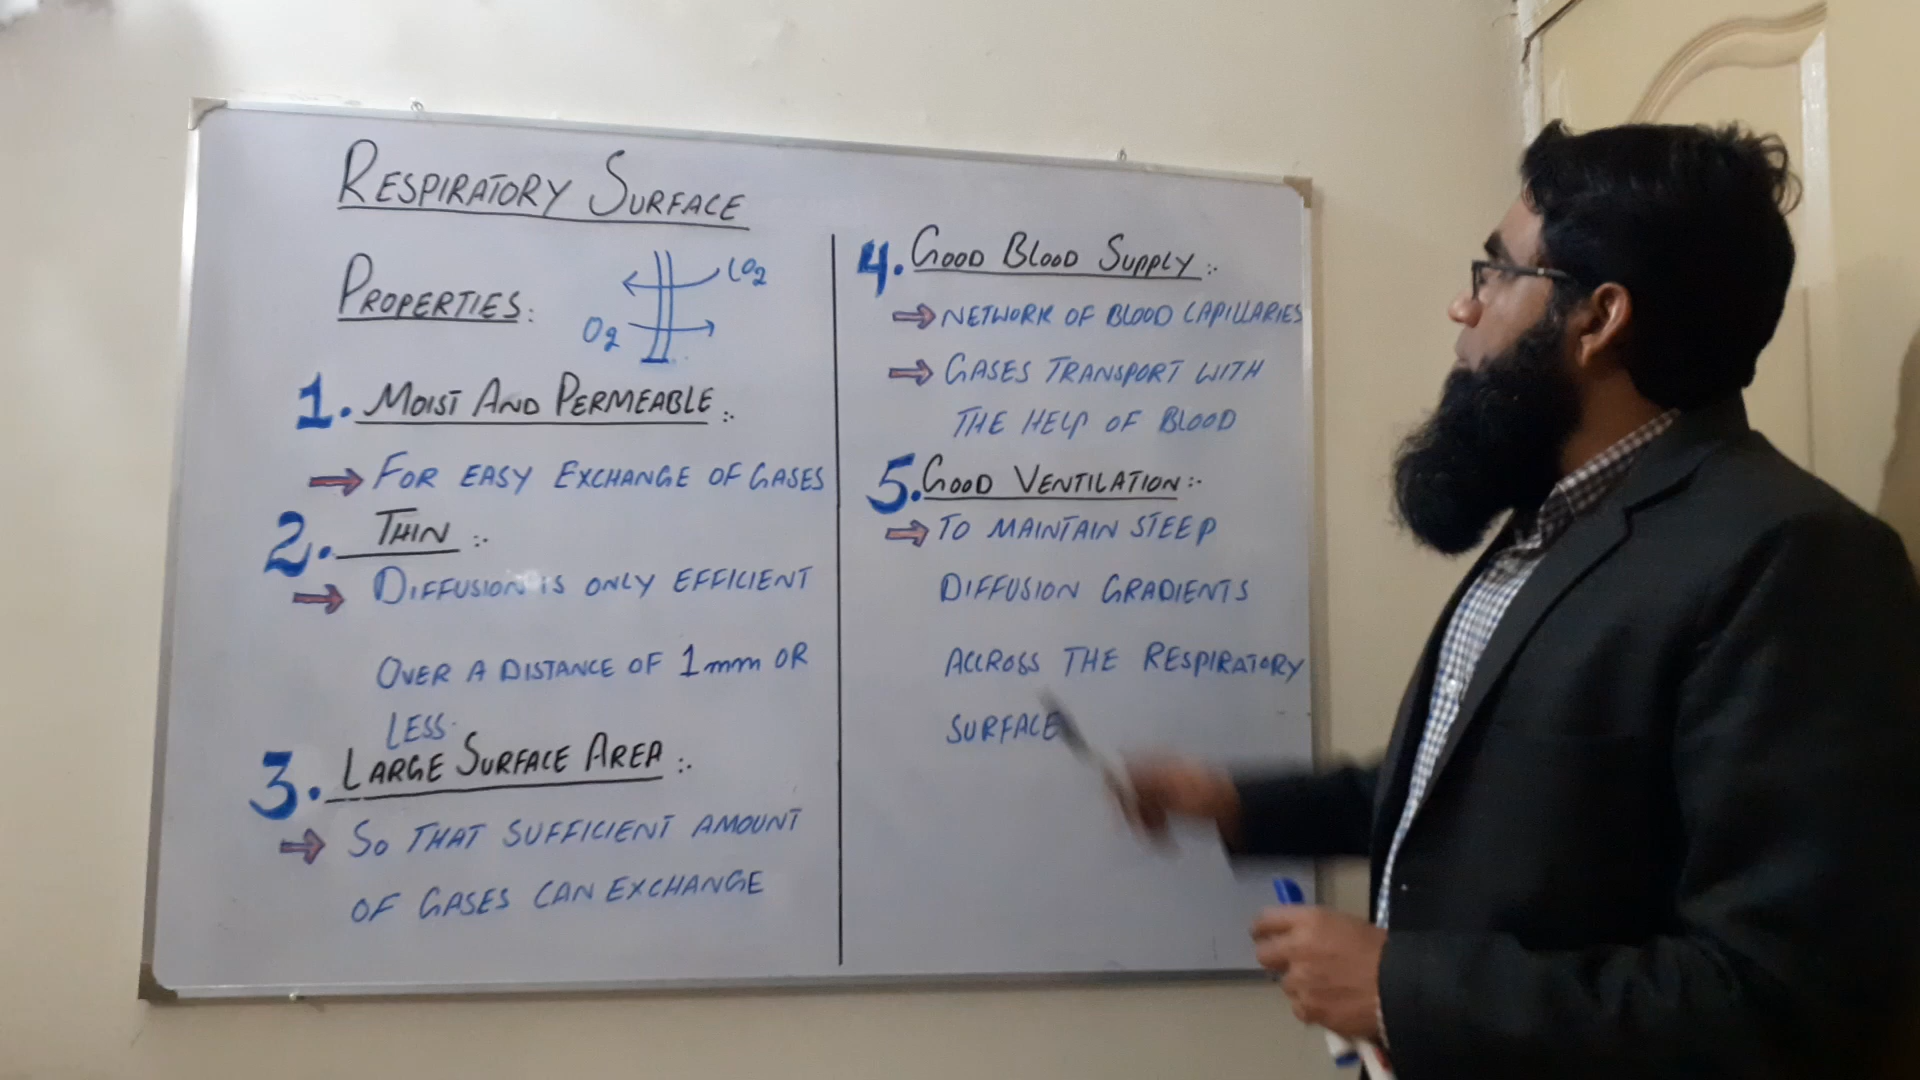 RESPIRATORY SURFACE
PROPERTIES:
CO2
O2
1. MOIST AND PERMEABLE :.
⇒ FOR EASY EXCHANGE OF GASES
2. THIN :.
⇒ DIFFUSION IS ONLY EFFICIENT
OVER A DISTANCE OF 1mm OR
LESS.
3. LARGE SURFACE AREA :.
⇒ SO THAT SUFFICIENT AMOUNT
OF GASES CAN EXCHANGE
4. GOOD BLOOD SUPPLY :.
⇒ NETWORK OF BLOOD CAPILLARIES
⇒ GASES TRANSPORT WITH
THE HELP OF BLOOD
5. GOOD VENTILATION :.
⇒ TO MAINTAIN STEEP
DIFFUSION GRADIENTS
ACCROSS THE RESPIRATORY
SURFACE